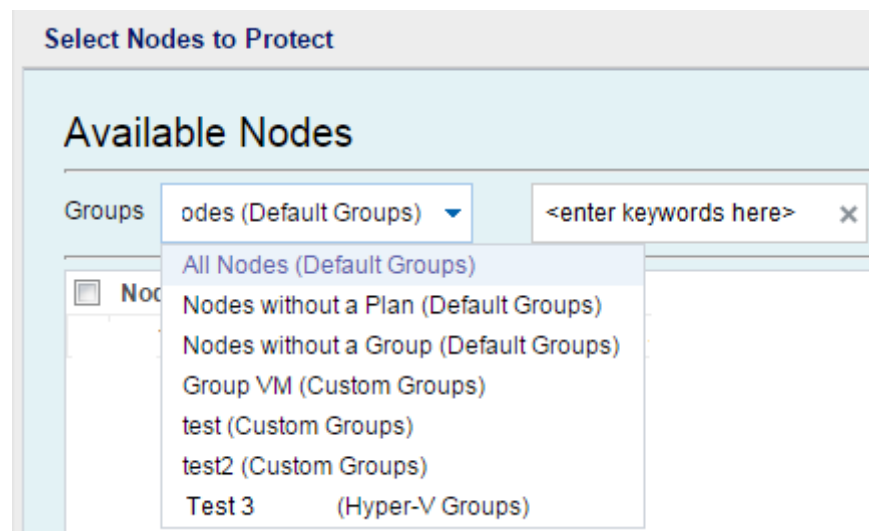 Select Nodes to Protect
Available Nodes
Groups odes (Default Groups) <enter keywords here>
All Nodes (Default Groups)
Nod
Nodes without a Plan (Default Groups)
Nodes without a Group (Default Groups)
Group VM (Custom Groups)
test (Custom Groups)
test2 (Custom Groups)
Test 3 (Hyper-V Groups)